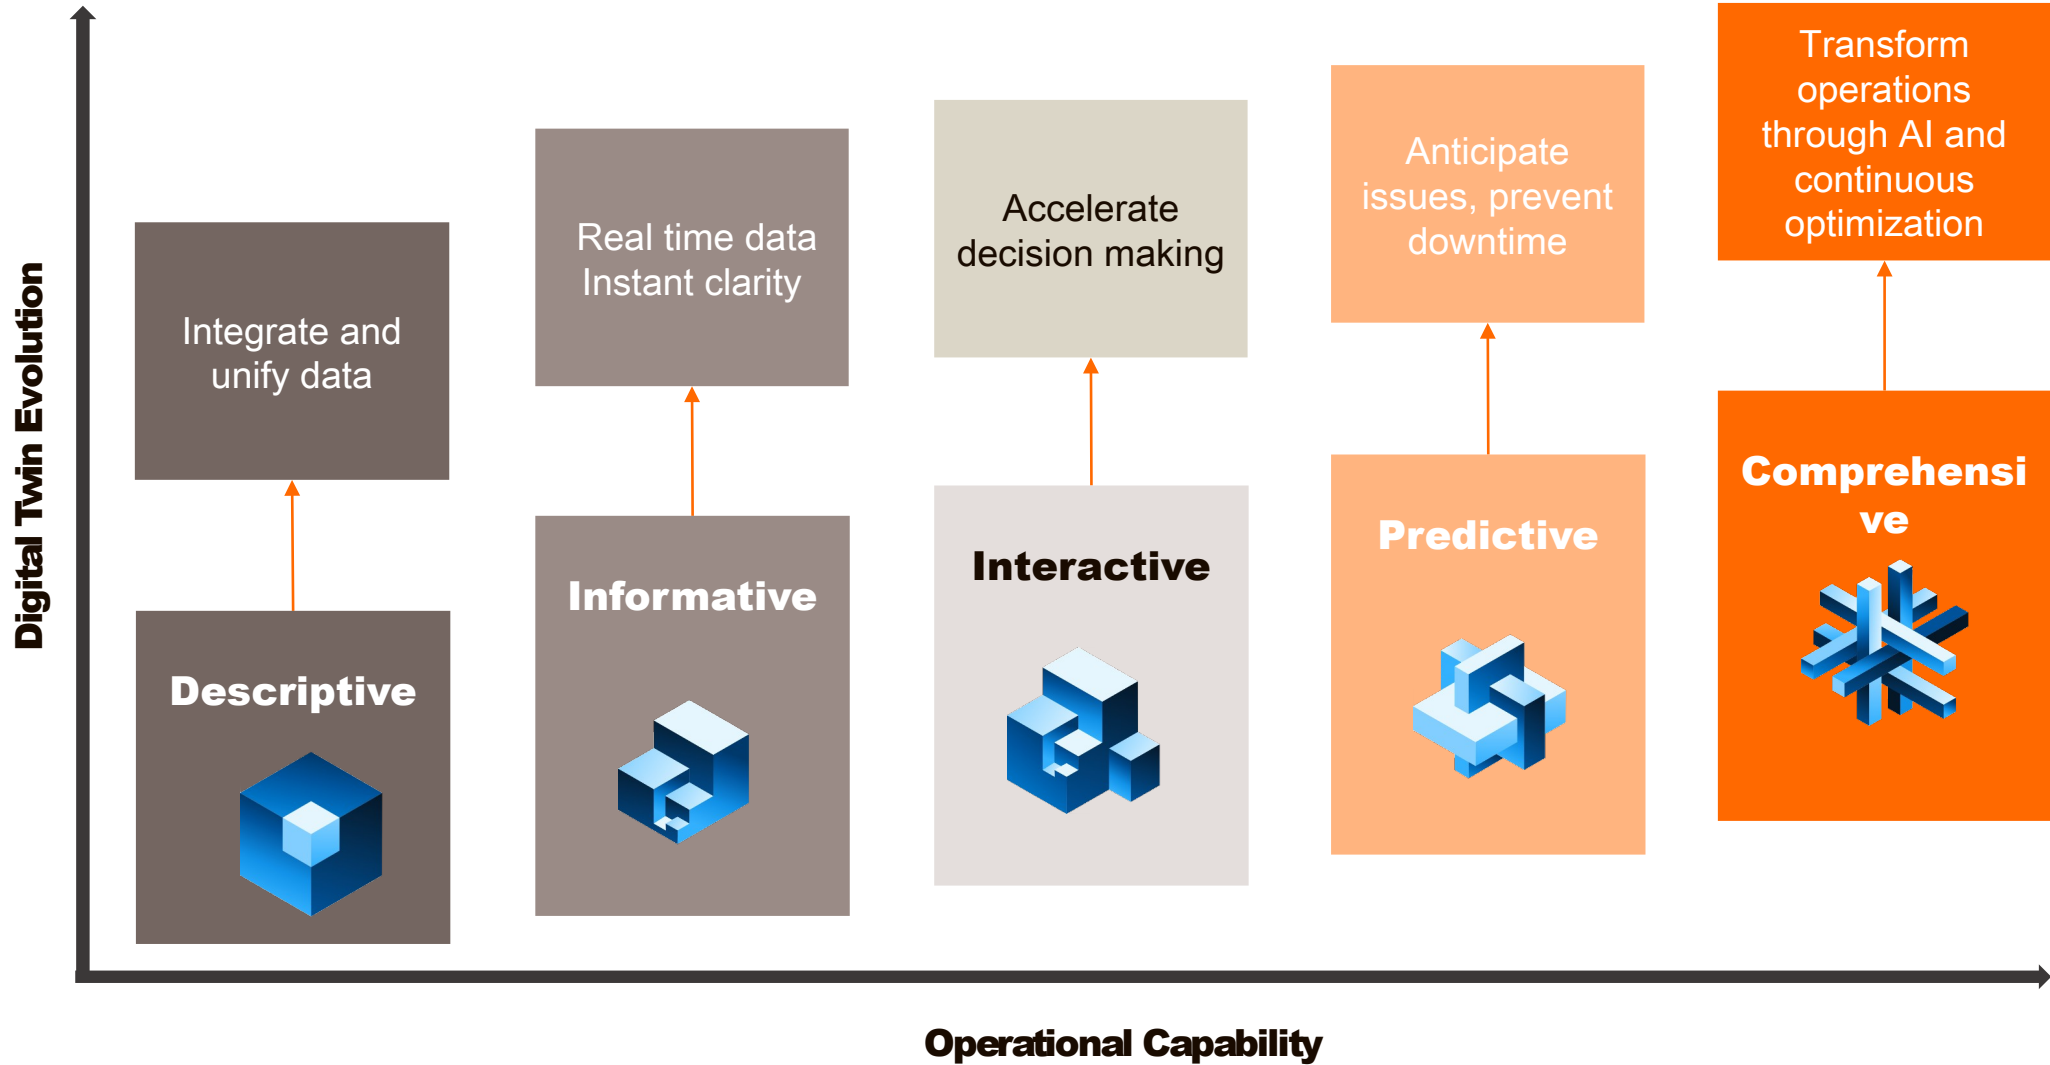 Digital Twin Evolution
Integrate and
unify data
Descriptive
Real time data
Instant clarity
Informative
Accelerate
decision making
Interactive
Anticipate
issues, prevent
downtime
Predictive
Transform
operations
through AI and
continuous
optimization
Comprehensi
ve
Operational Capability